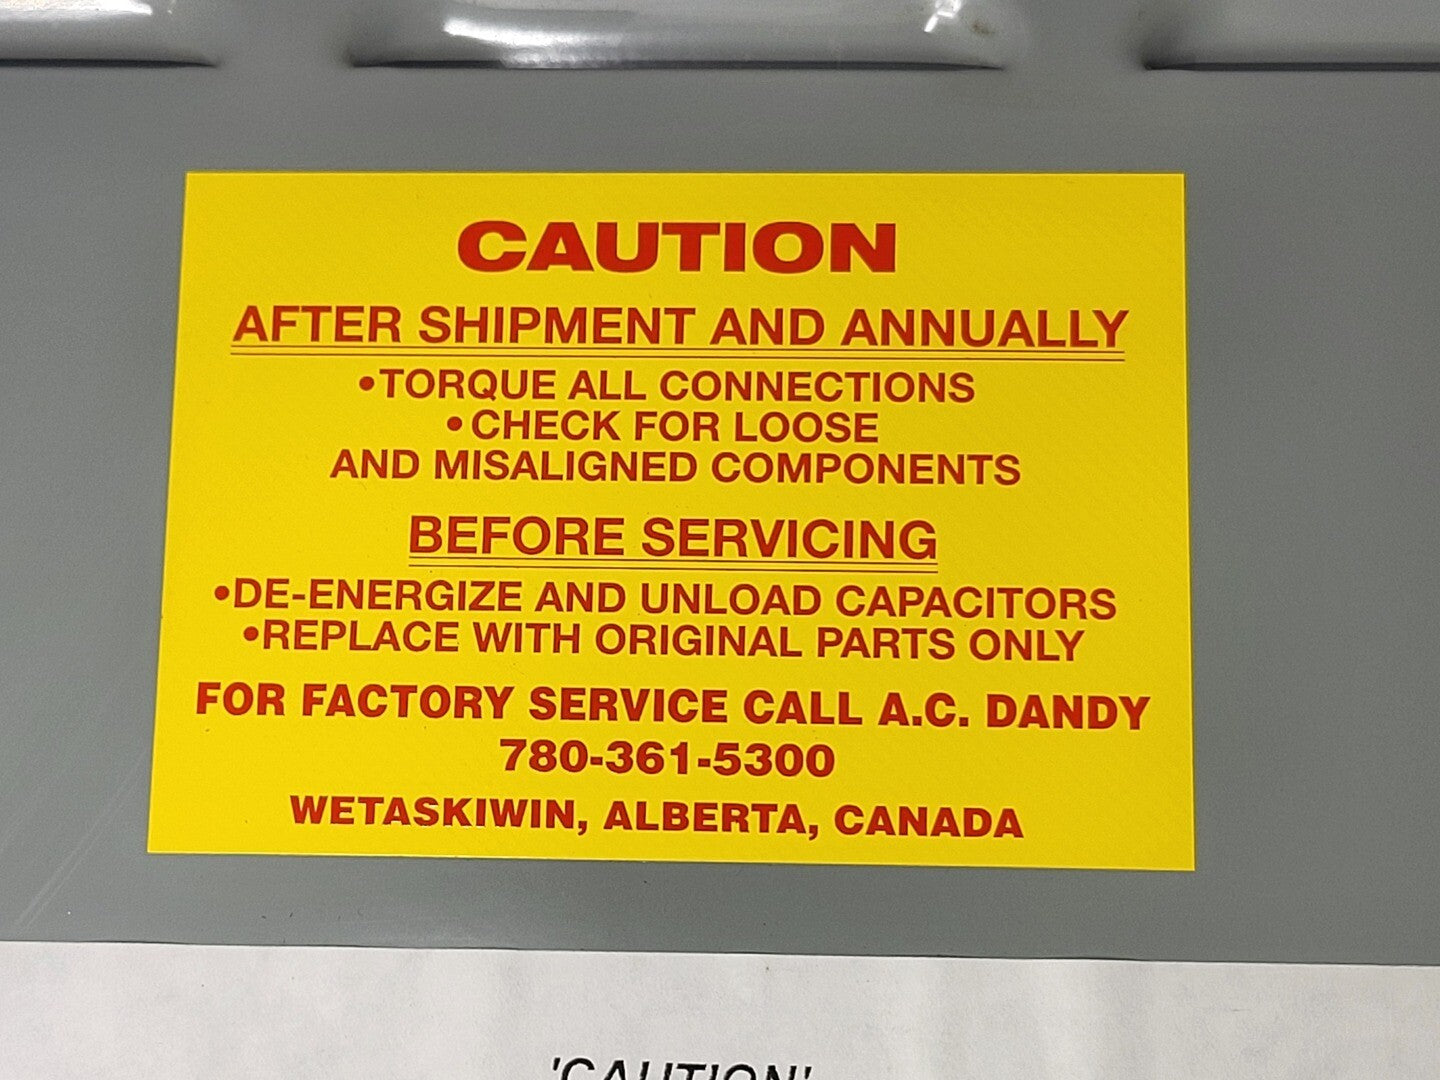 CAUTION
AFTER SHIPMENT AND ANNUALLY
•TORQUE ALL CONNECTIONS
•CHECK FOR LOOSE
AND MISALIGNED COMPONENTS
BEFORE SERVICING
•DE-ENERGIZE AND UNLOAD CAPACITORS
•REPLACE WITH ORIGINAL PARTS ONLY
FOR FACTORY SERVICE CALL A.C. DANDY
780-361-5300
WETASKIWIN, ALBERTA, CANADA
'CAUTION'